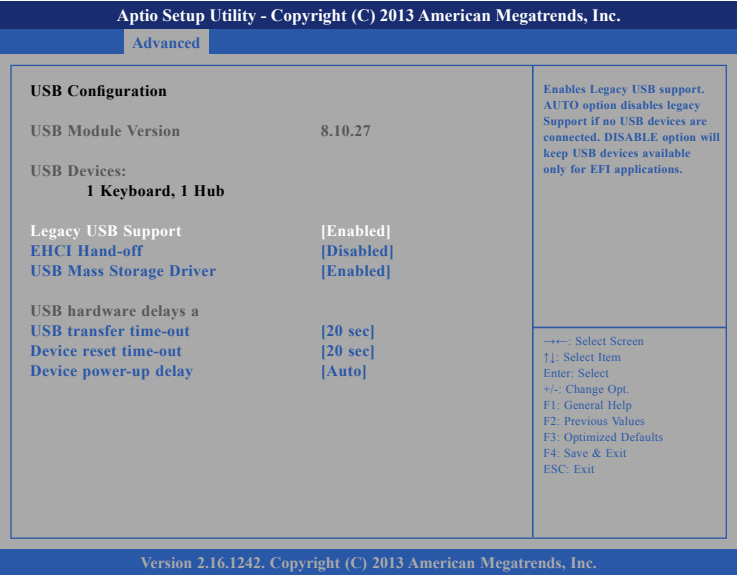 Aptio Setup Utility - Copyright (C) 2013 American Megatrends, Inc.
Advanced
USB Configuration
USB Module Version 8.10.27
USB Devices:
1 Keyboard, 1 Hub
Legacy USB Support [Enabled]
EHCI Hand-off [Disabled]
USB Mass Storage Driver [Enabled]
USB hardware delays a
USB transfer time-out [20 sec]
Device reset time-out [20 sec]
Device power-up delay [Auto]
Enables Legacy USB support.
AUTO option disables legacy
Support if no USB devices are
connected. DISABLE option will
keep USB devices available
only for EFI applications.
→←: Select Screen
↑↓: Select Item
Enter: Select
+/-: Change Opt.
F1: General Help
F2: Previous Values
F3: Optimized Defaults
F4: Save & Exit
ESC: Exit
Version 2.16.1242. Copyright (C) 2013 American Megatrends, Inc.